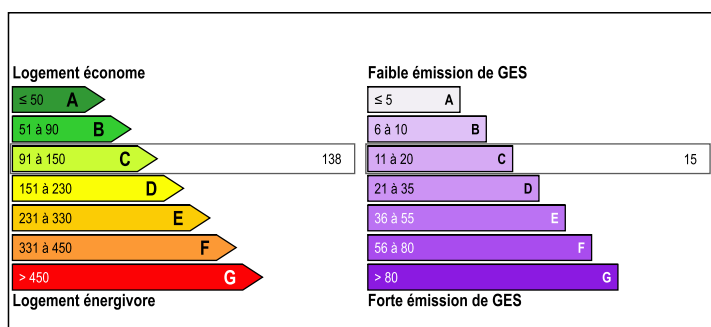 Logement économe
≤ 50 A
51 à 90 B
91 à 150 C 138
151 à 230 D
231 à 330 E
331 à 450 F
> 450 G
Logement énergivore
Faible émission de GES
≤ 5 A
6 à 10 B
11 à 20 C 15
21 à 35 D
36 à 55 E
56 à 80 F
> 80 G
Forte émission de GES